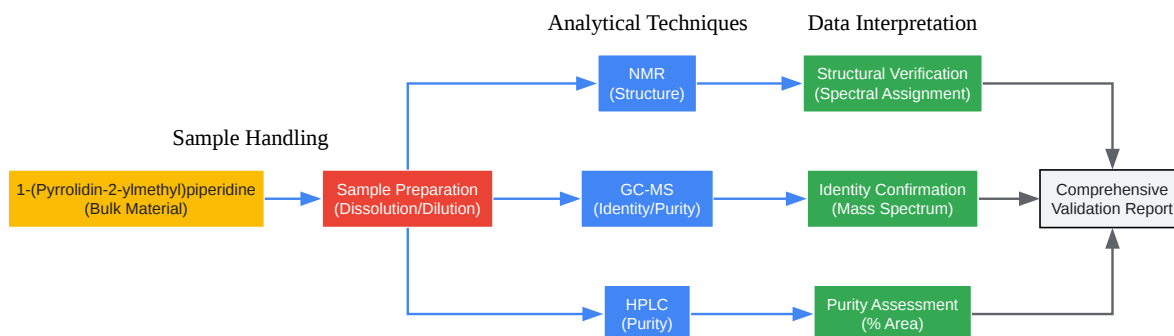 Analytical Techniques
Data Interpretation
NMR
(Structure)
Structural Verification
(Spectral Assignment)
Sample Handling
1-(Pyrrolidin-2-ylmethyl)piperidine
(Bulk Material)
Sample Preparation
(Dissolution/Dilution)
GC-MS
(Identity/Purity)
Identity Confirmation
(Mass Spectrum)
Comprehensive
Validation Report
HPLC
(Purity)
Purity Assessment
(% Area)